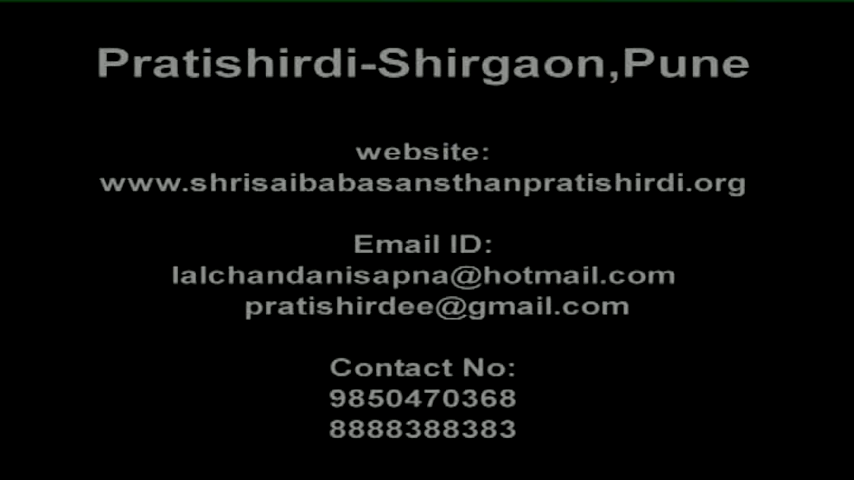 Pratishirdi-Shirgaon,Pune
website:
www.shrisaibabasansthanpratishirdi.org
Email ID:
lalchandanisapna@hotmail.com
pratishirdee@gmail.com
Contact No:
9850470368
8888388383